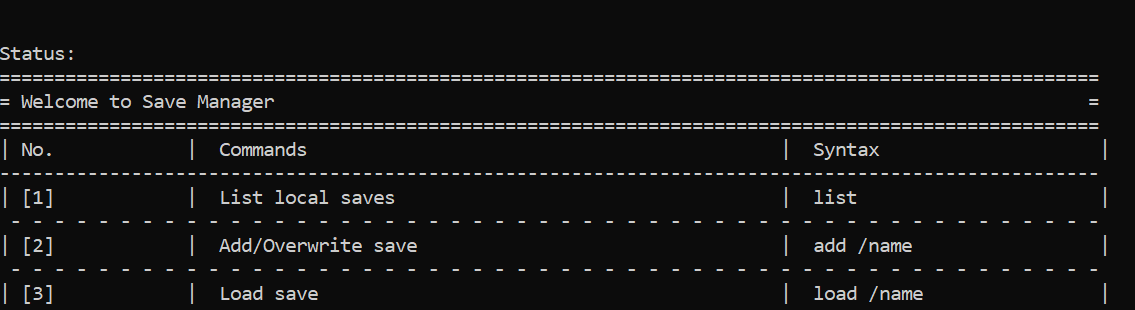 Status:
====================================================================================================
= Welcome to Save Manager                                                                          =
====================================================================================================
| No.            |  Commands                                           |  Syntax                    |
----------------------------------------------------------------------------------------------------
| [1]            |  List local saves                                   |  list                      |
 - - - - - - - - - - - - - - - - - - - - - - - - - - - - - - - - - - - - - - - - - - - - - - - - - -
| [2]            |  Add/Overwrite save                                 |  add /name                 |
 - - - - - - - - - - - - - - - - - - - - - - - - - - - - - - - - - - - - - - - - - - - - - - - - - -
| [3]            |  Load save                                          |  load /name                |